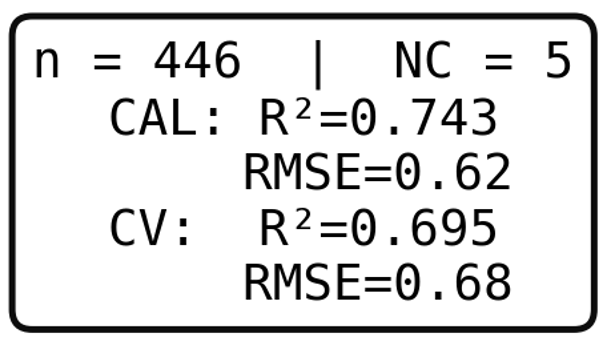 n = 446  |  NC = 5
CAL: R²=0.743
RMSE=0.62
CV:  R²=0.695
RMSE=0.68